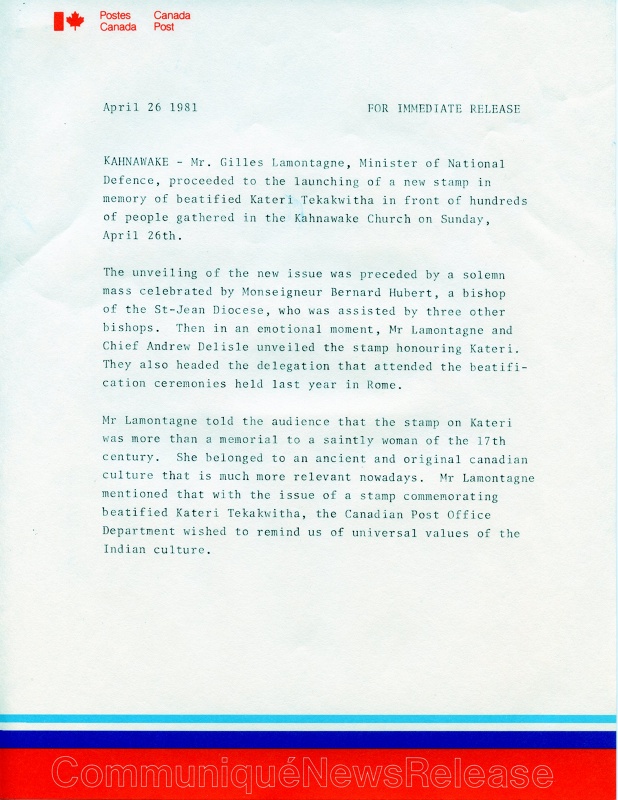 Postes Canada
Canada Post
April 26 1981 FOR IMMEDIATE RELEASE
KAHNAWAKE - Mr. Gilles Lamontagne, Minister of National
Defence, proceeded to the launching of a new stamp in
memory of beatified Kateri Tekakwitha in front of hundreds
of people gathered in the Kahnawake Church on Sunday,
April 26th.
The unveiling of the new issue was preceded by a solemn
mass celebrated by Monseigneur Bernard Hubert, a bishop
of the St-Jean Diocese, who was assisted by three other
bishops. Then in an emotional moment, Mr Lamontagne and
Chief Andrew Delisle unveiled the stamp honouring Kateri.
They also headed the delegation that attended the beatifi-
cation ceremonies held last year in Rome.
Mr Lamontagne told the audience that the stamp on Kateri
was more than a memorial to a saintly woman of the 17th
century. She belonged to an ancient and original canadian
culture that is much more relevant nowadays. Mr Lamontagne
mentioned that with the issue of a stamp commemorating
beatified Kateri Tekakwitha, the Canadian Post Office
Department wished to remind us of universal values of the
Indian culture.
CommuniquéNewsRelease